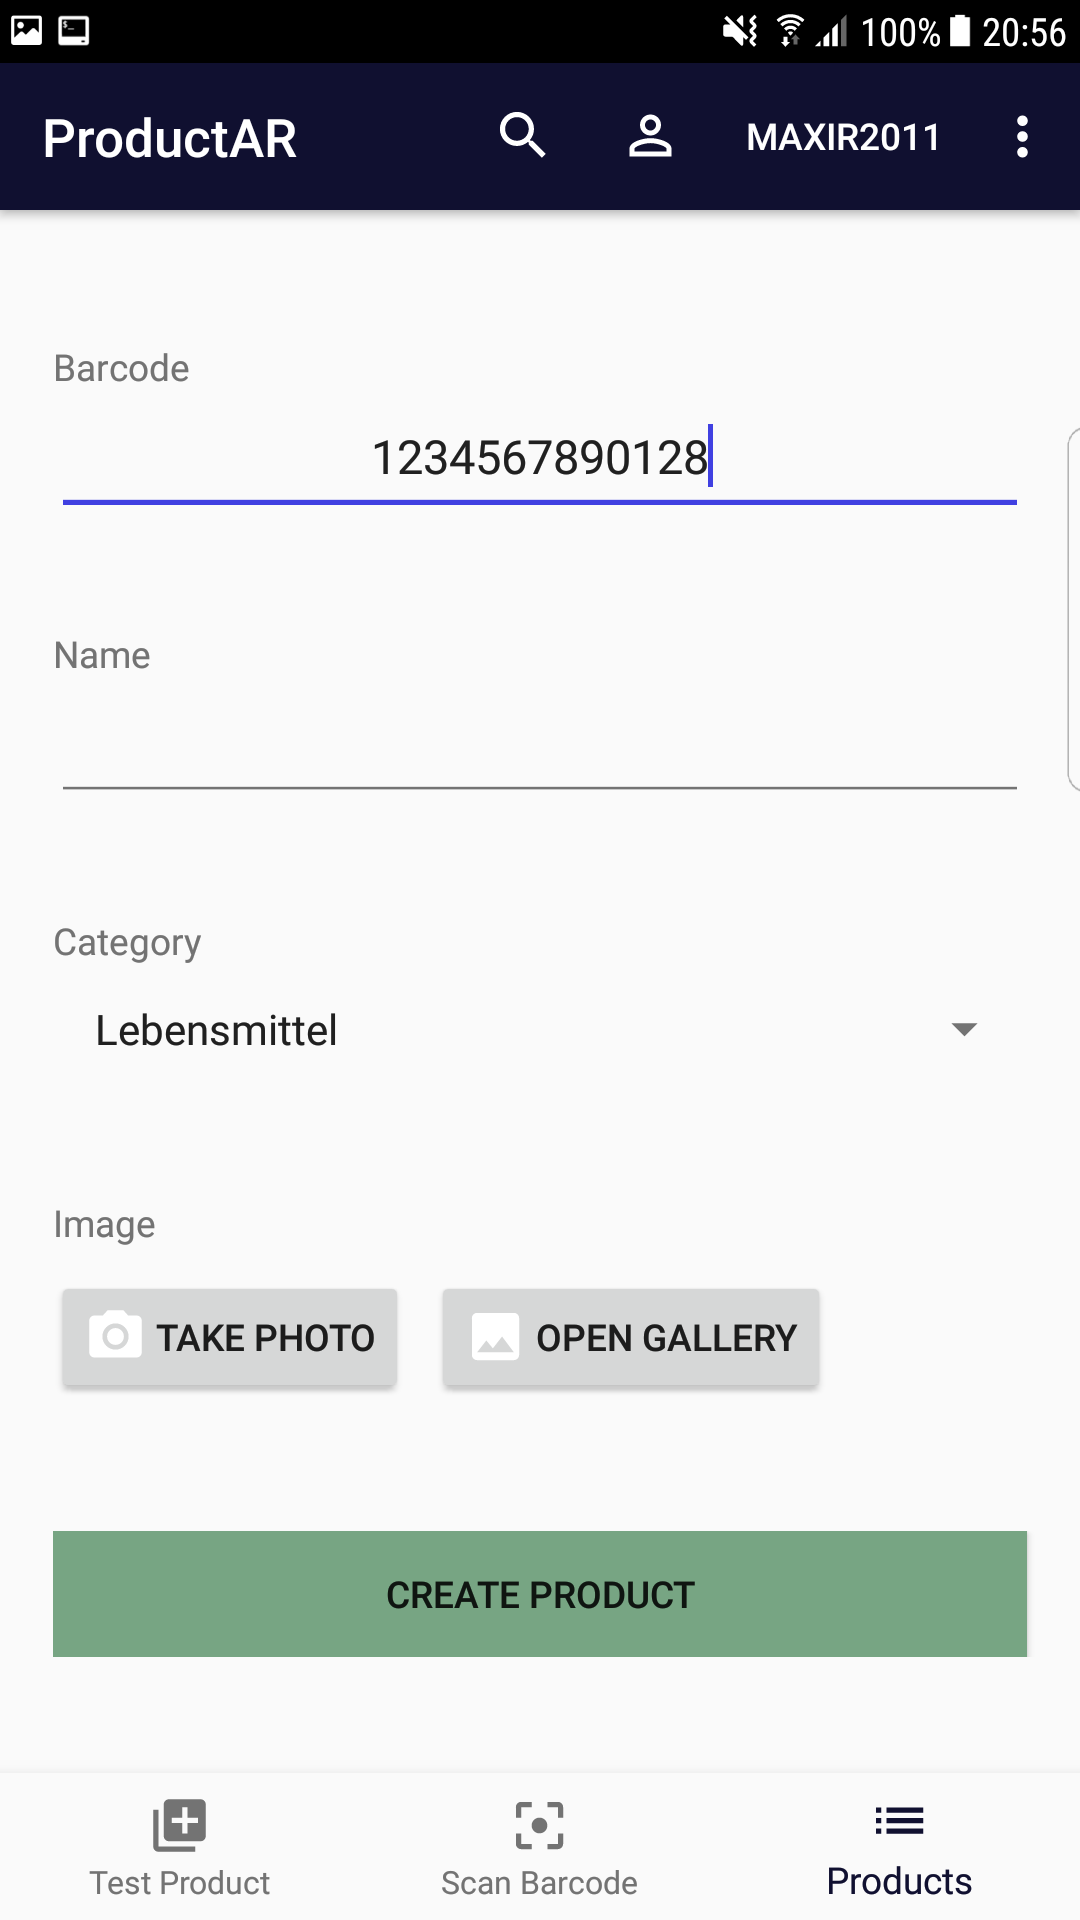 100% 20:56
ProductAR MAXIR2011
Barcode
1234567890128
Name
Category
Lebensmittel
Image
TAKE PHOTO OPEN GALLERY
CREATE PRODUCT
Test Product Scan Barcode Products